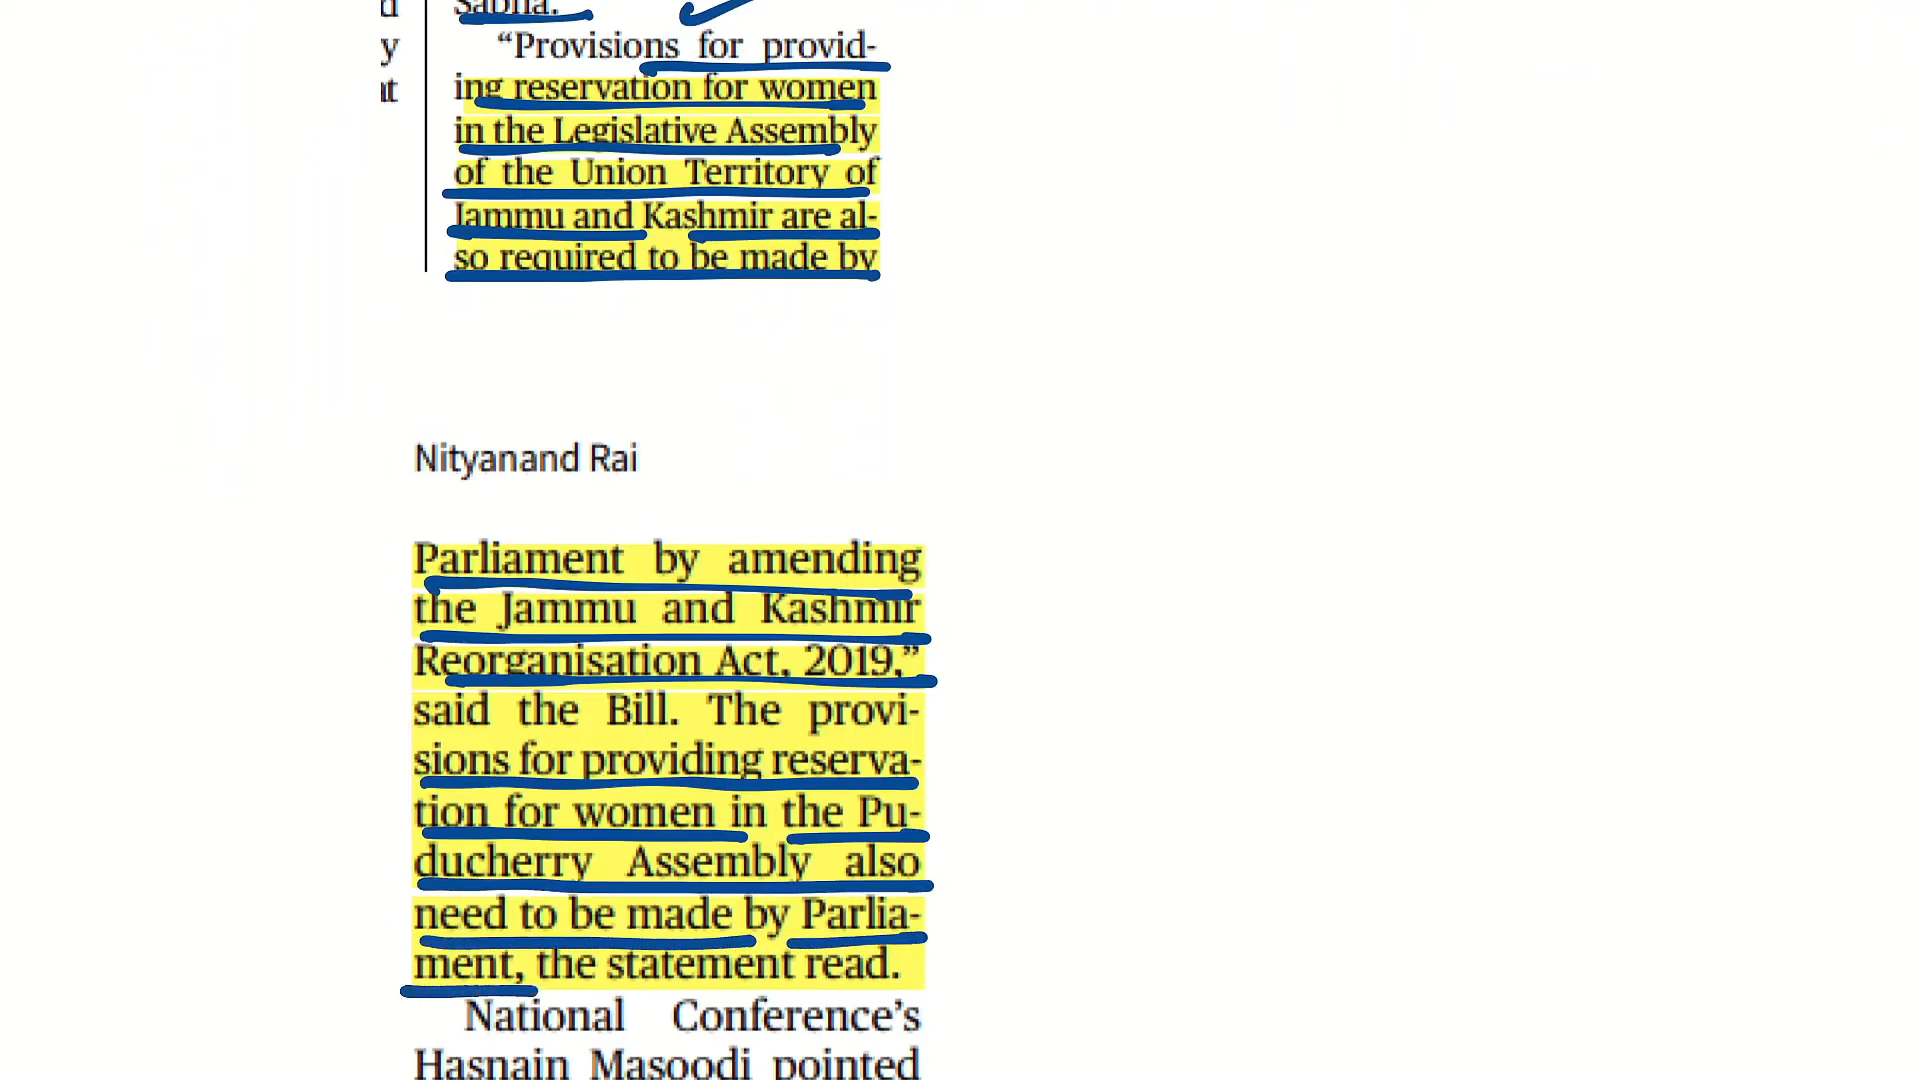 Sabha.
y
“Provisions for provid-
ing reservation for women
in the Legislative Assembly
of the Union Territory of
Jammu and Kashmir are al-
so required to be made by
Nityanand Rai
Parliament by amending
the Jammu and Kashmir
Reorganisation Act, 2019,”
said the Bill. The provi-
sions for providing reserva-
tion for women in the Pu-
ducherry Assembly also
need to be made by Parlia-
ment, the statement read.
National Conference’s
Hasnain Masoodi pointed